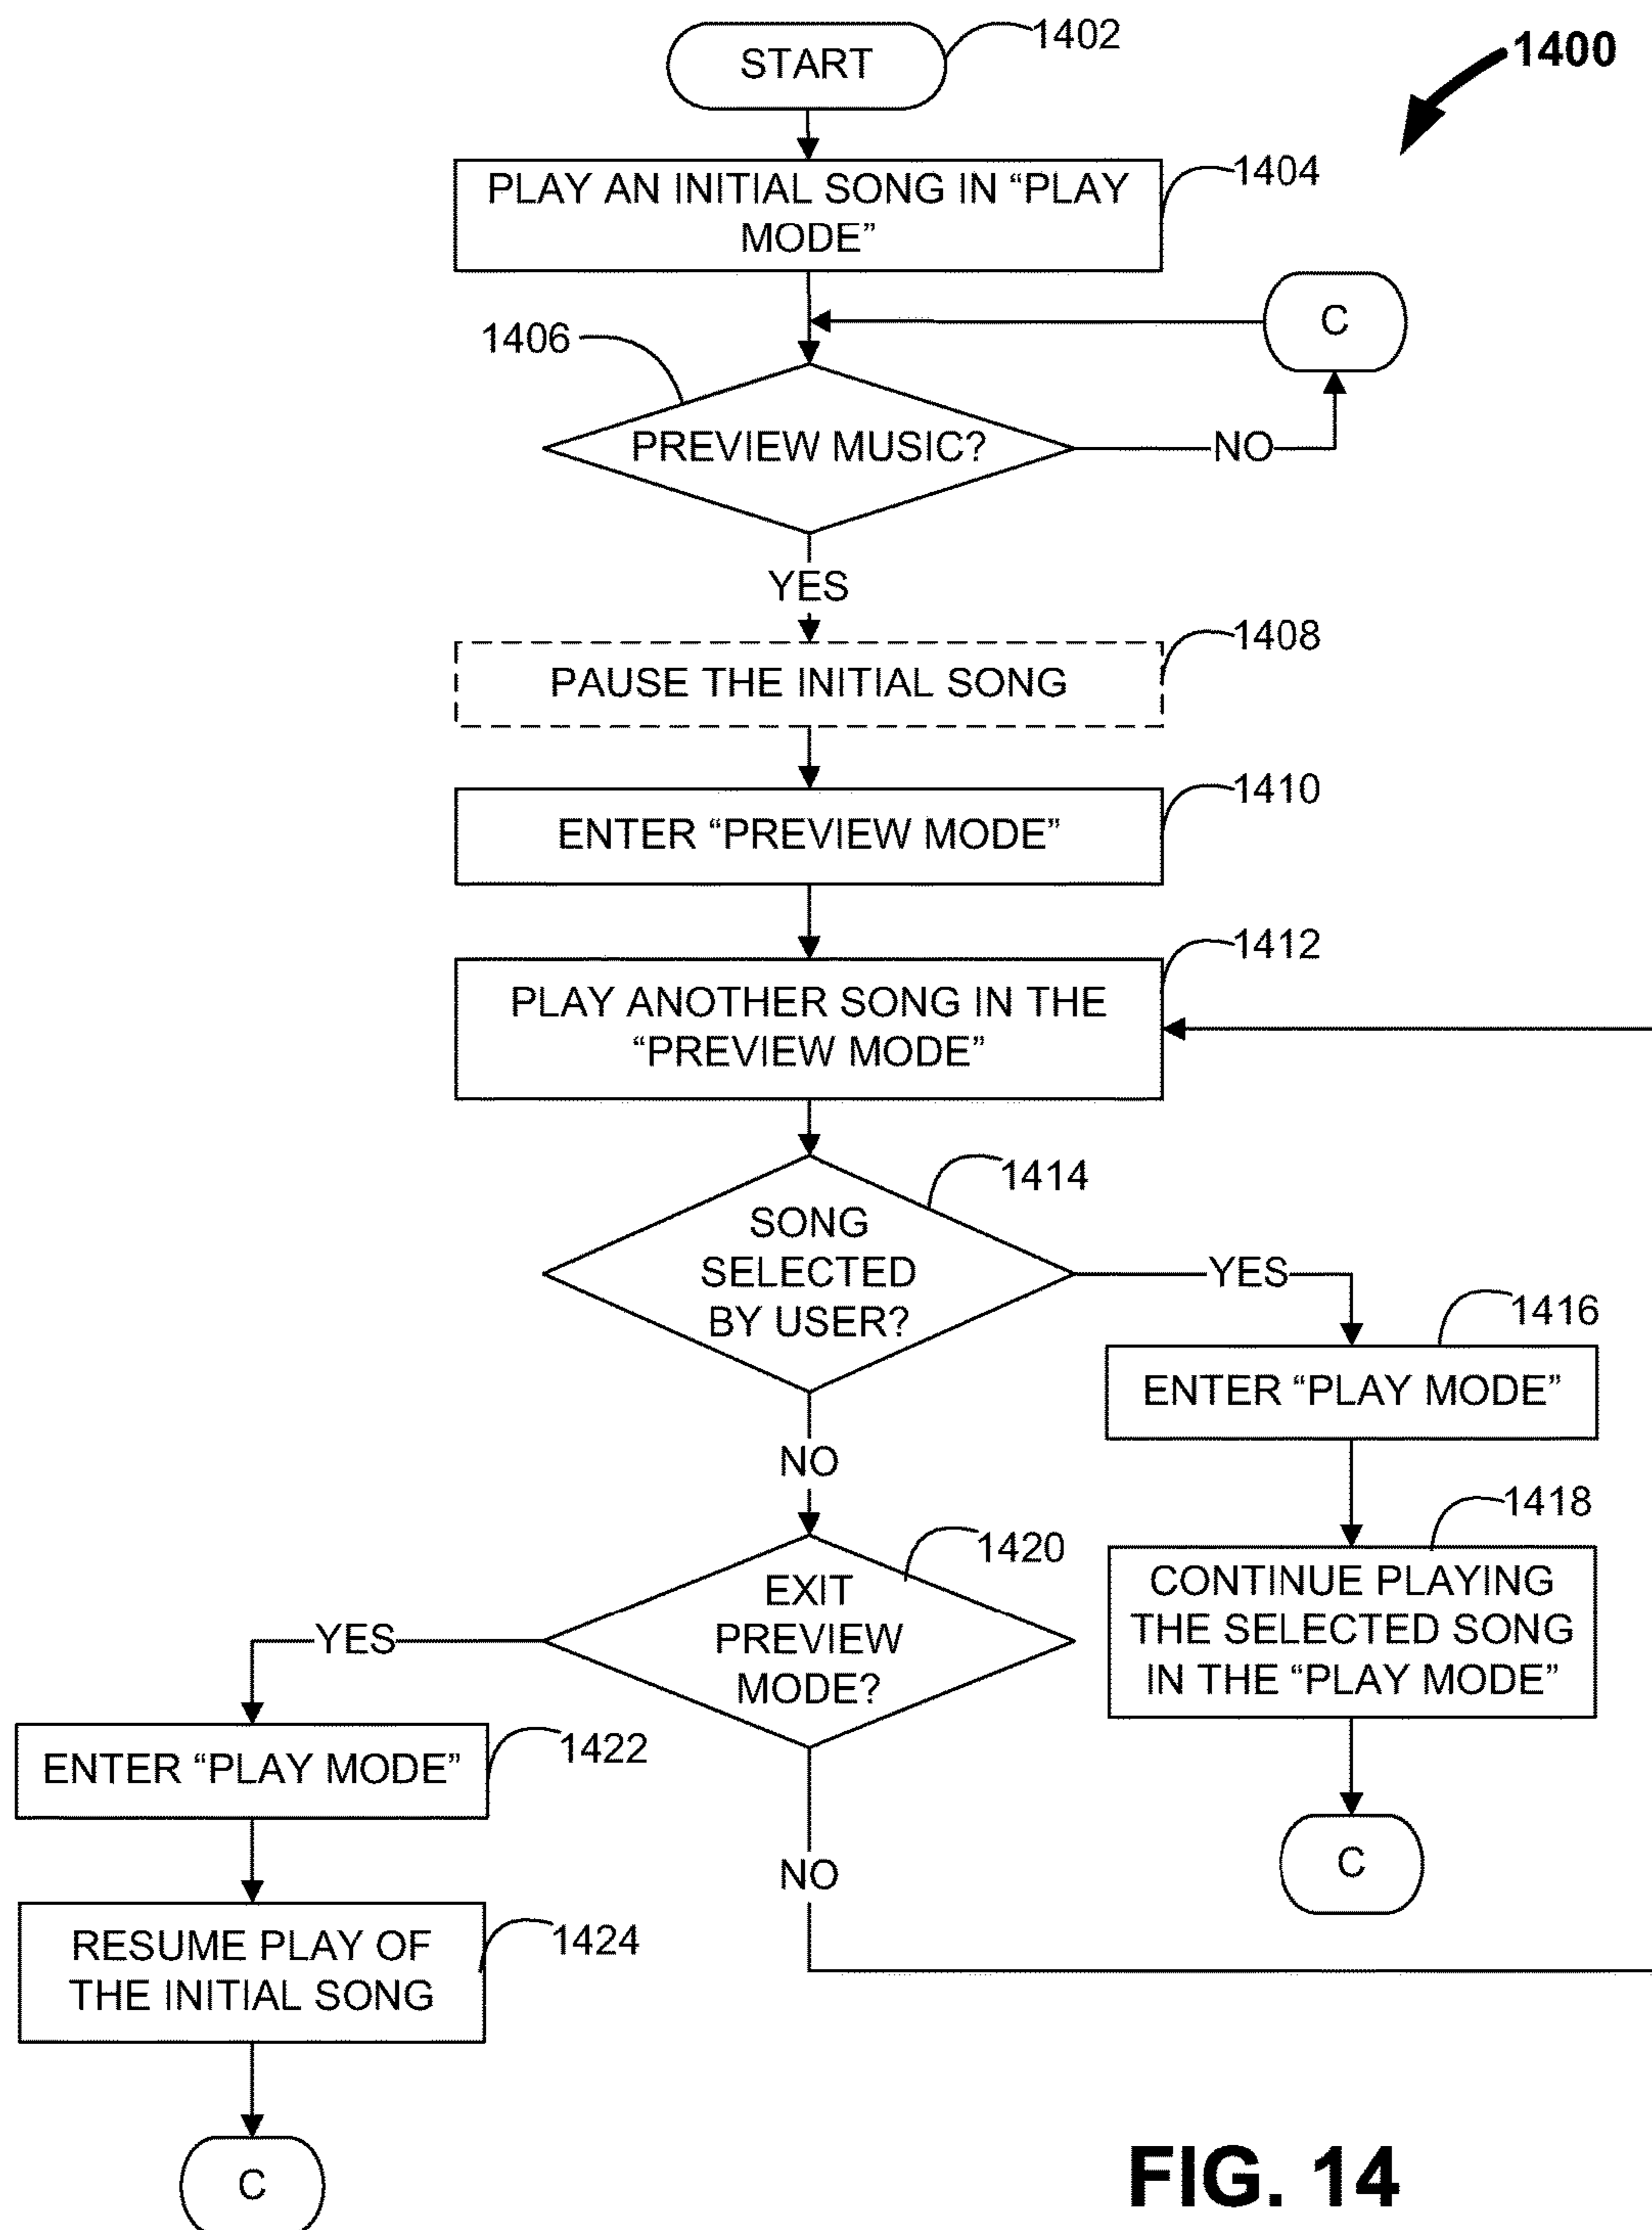 START
1402
1400
PLAY AN INITIAL SONG IN “PLAY
MODE”
1404
C
1406
PREVIEW MUSIC?
NO
YES
PAUSE THE INITIAL SONG
1408
ENTER “PREVIEW MODE”
1410
PLAY ANOTHER SONG IN THE
“PREVIEW MODE”
1412
SONG
SELECTED
BY USER?
1414
YES
1416
ENTER “PLAY MODE”
NO
1418
CONTINUE PLAYING
THE SELECTED SONG
IN THE “PLAY MODE”
C
EXIT
PREVIEW
MODE?
1420
YES
ENTER “PLAY MODE”
1422
NO
RESUME PLAY OF
THE INITIAL SONG
1424
C
FIG. 14